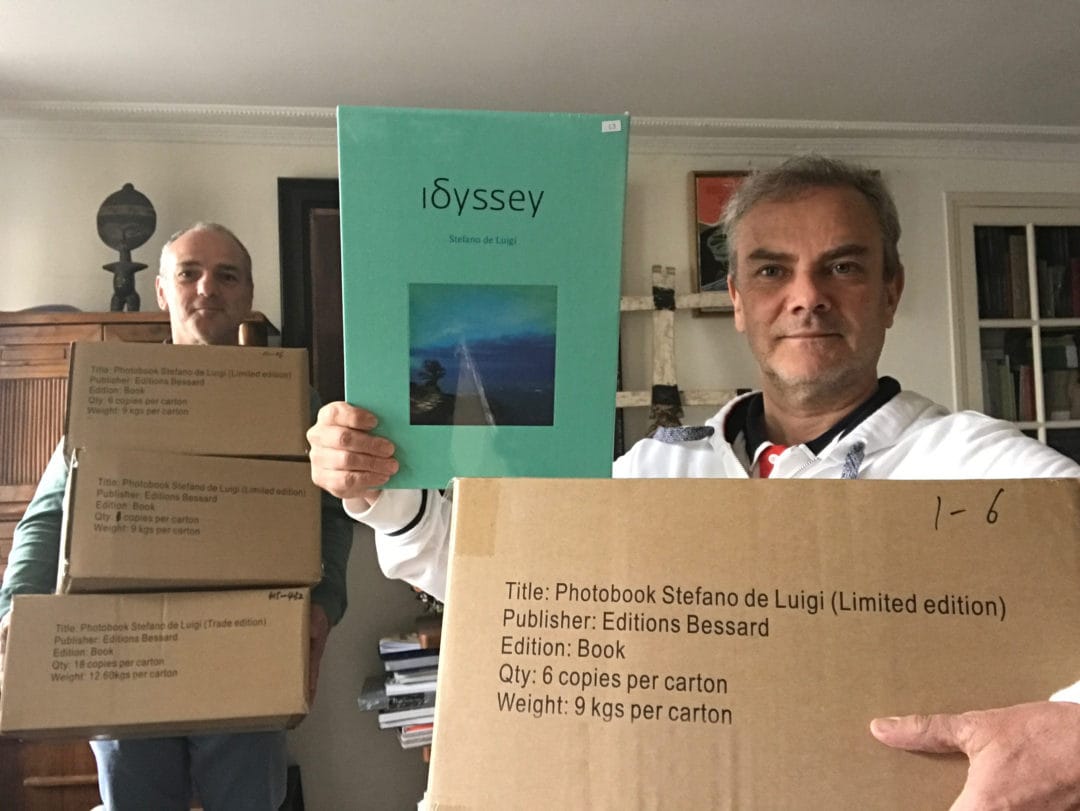 ιδyssey
Stefano de Luigi
13
Title: Photobook Stefano de Luigi (Limited edition)
Publisher: Editions Bessard
Edition: Book
Qty: 6 copies per carton
Weight: 9 kgs per carton
Title: Photobook Stefano de Luigi (Limited edition)
Publisher: Editions Bessard
Edition: Book
Qty: copies per carton
Weight: 9 kgs per carton
Title: Photobook Stefano de Luigi (Trade edition)
Publisher: Editions Bessard
Edition: Book
Qty: 18 copies per carton
Weight: 12.60kgs per carton
1-6
Title: Photobook Stefano de Luigi (Limited edition)
Publisher: Editions Bessard
Edition: Book
Qty: 6 copies per carton
Weight: 9 kgs per carton